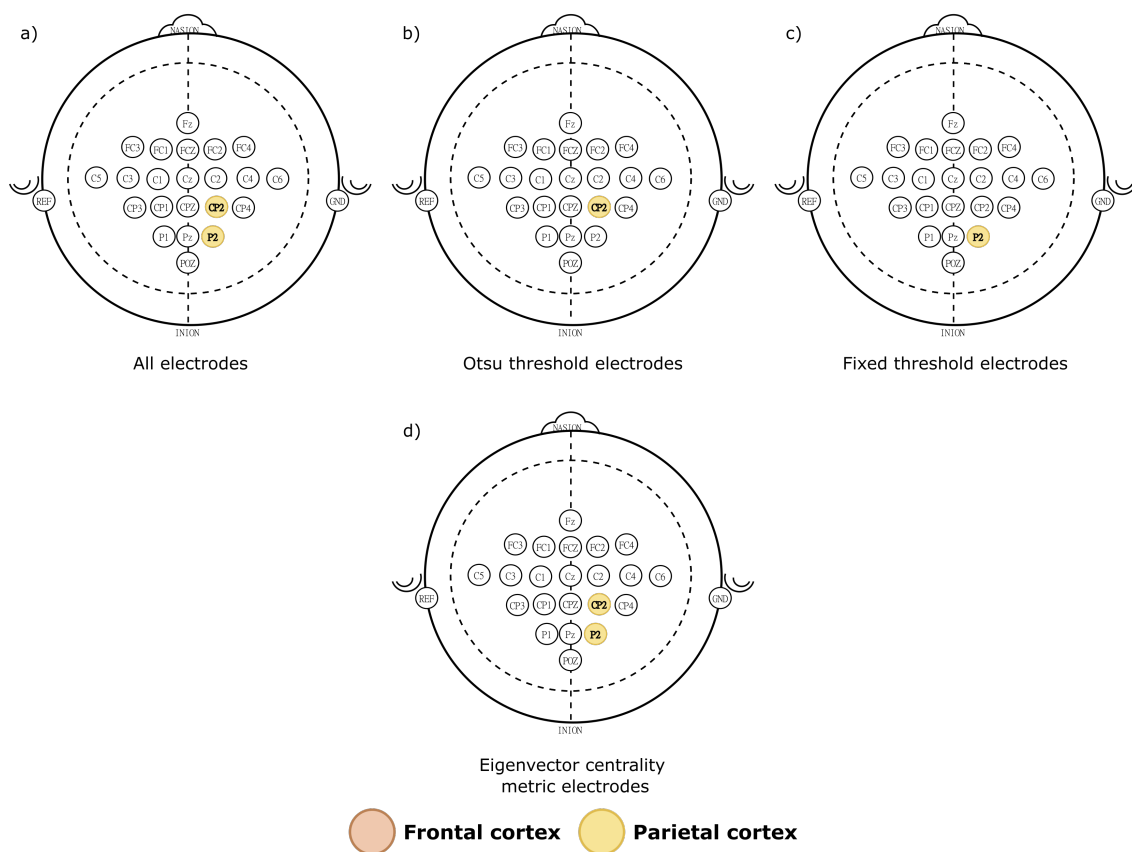 a)
NASION
Fz
FC3 FC1 FCZ FC2 FC4
C5 C3 C1 Cz C2 C4 C6
REF CP3 CP1 CPZ CP2 CP4 GND
P1 Pz P2
POZ
INION
All electrodes
b)
NASION
Fz
FC3 FC1 FCZ FC2 FC4
C5 C3 C1 Cz C2 C4 C6
REF CP3 CP1 CPZ CP2 CP4 GND
P1 Pz P2
POZ
INION
Otsu threshold electrodes
c)
NASION
Fz
FC3 FC1 FCZ FC2 FC4
C5 C3 C1 Cz C2 C4 C6
REF CP3 CP1 CPZ CP2 CP4 GND
P1 Pz P2
POZ
INION
Fixed threshold electrodes
d)
NASION
Fz
FC3 FC1 FCZ FC2 FC4
C5 C3 C1 Cz C2 C4 C6
REF CP3 CP1 CPZ CP2 CP4 GND
P1 Pz P2
POZ
INION
Eigenvector centrality
metric electrodes
Frontal cortex Parietal cortex